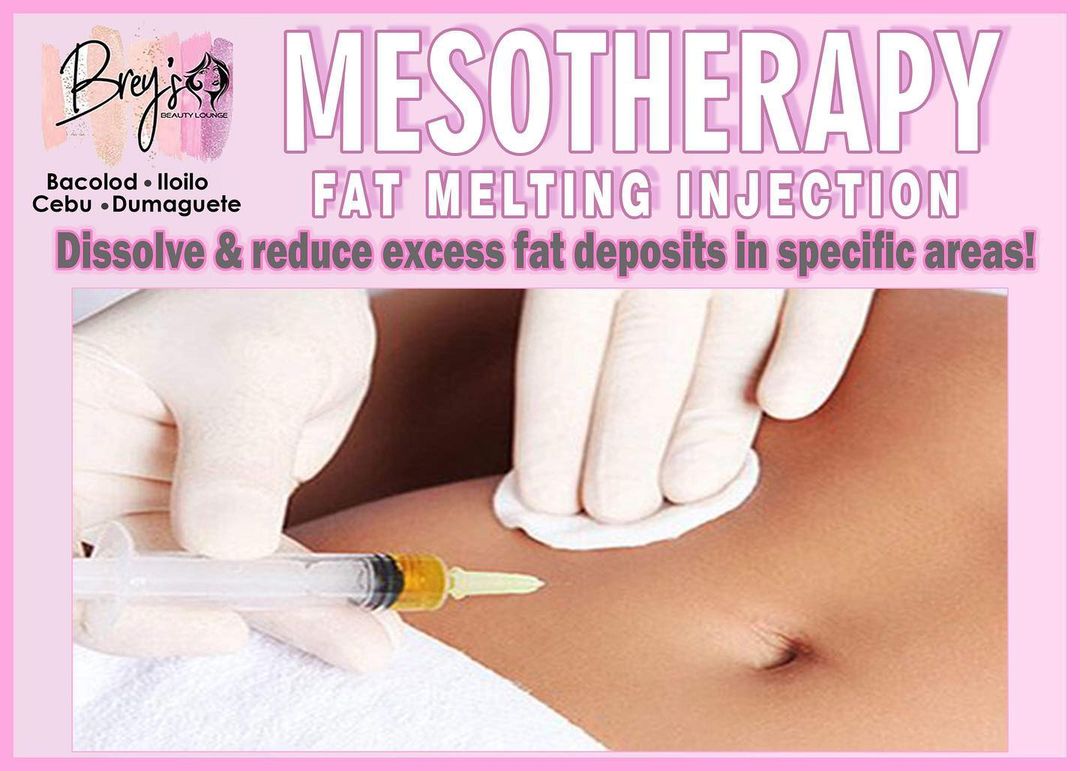 Brey's
BEAUTY LOUNGE
Bacolod • Iloilo
Cebu • Dumaguete
MESOTHERAPY
FAT MELTING INJECTION
Dissolve & reduce excess fat deposits in specific areas!